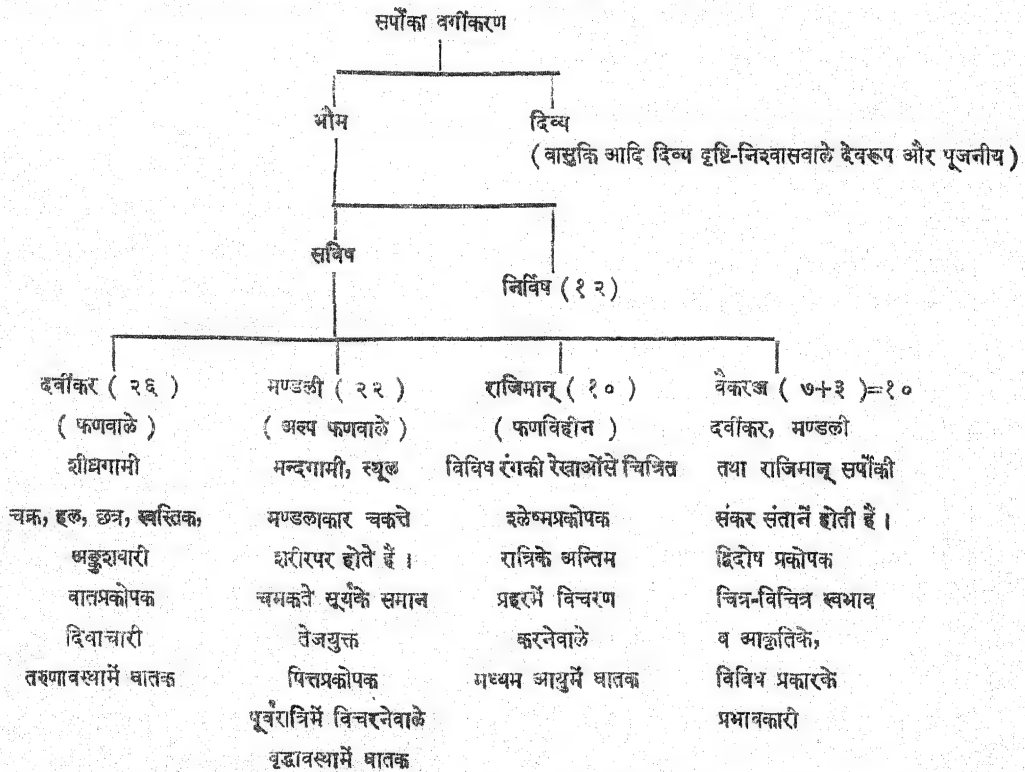 सर्पोंका वर्गीकरण
भौम
दिव्य
(वासुकि आदि दिव्य दृष्टि-निश्वासवाले देवरूप और पूजनीय)
सविष
निर्विष (१२)
दर्वीकर (२६)
(फणवाले)
शीघ्रगामी
चक्र, हल, छत्र, स्वस्तिक,
अङ्कुशधारी
वातप्रकोपक
दिवाचारी
तरुणावस्थामें घातक
मण्डली (२२)
(अल्प फणवाले)
मन्दगामी, स्थूल
मण्डलाकार चकत्ते
शरीरपर होते हैं ।
चमकते सूर्यके समान
तेजयुक्त
पित्तप्रकोपक
पूर्वरात्रिमें विचरनेवाले
वृद्धावस्थामें घातक
राजिमान् (१०)
(फणविहीन)
विविध रंगकी रेखाओंसे चित्रित
श्लेष्मप्रकोपक
रात्रिके अन्तिम
प्रहरमें विचरण
करनेवाले
मध्यम आयुमें घातक
वैकरञ्ज (७+३)=१०
दर्वीकर, मण्डली
तथा राजिमान् सर्पोंकी
संकर संतानें होती हैं ।
द्विदोष प्रकोपक
चित्र-विचित्र स्वभाव
व आकृतिके,
विविध प्रकारके
प्रभावकारी